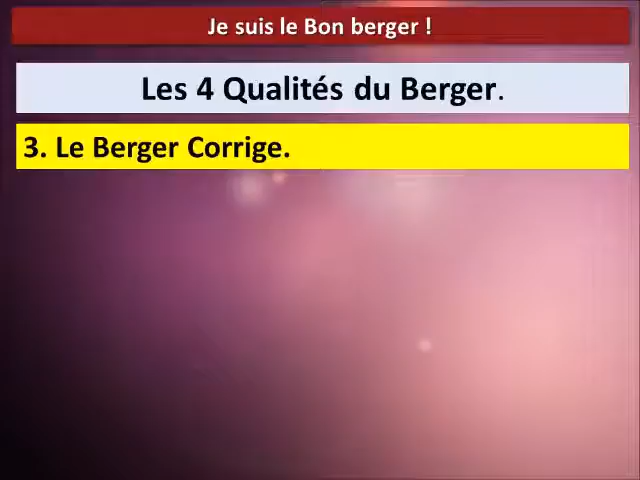 Je suis le Bon berger !
Les 4 Qualités du Berger.
3. Le Berger Corrige.